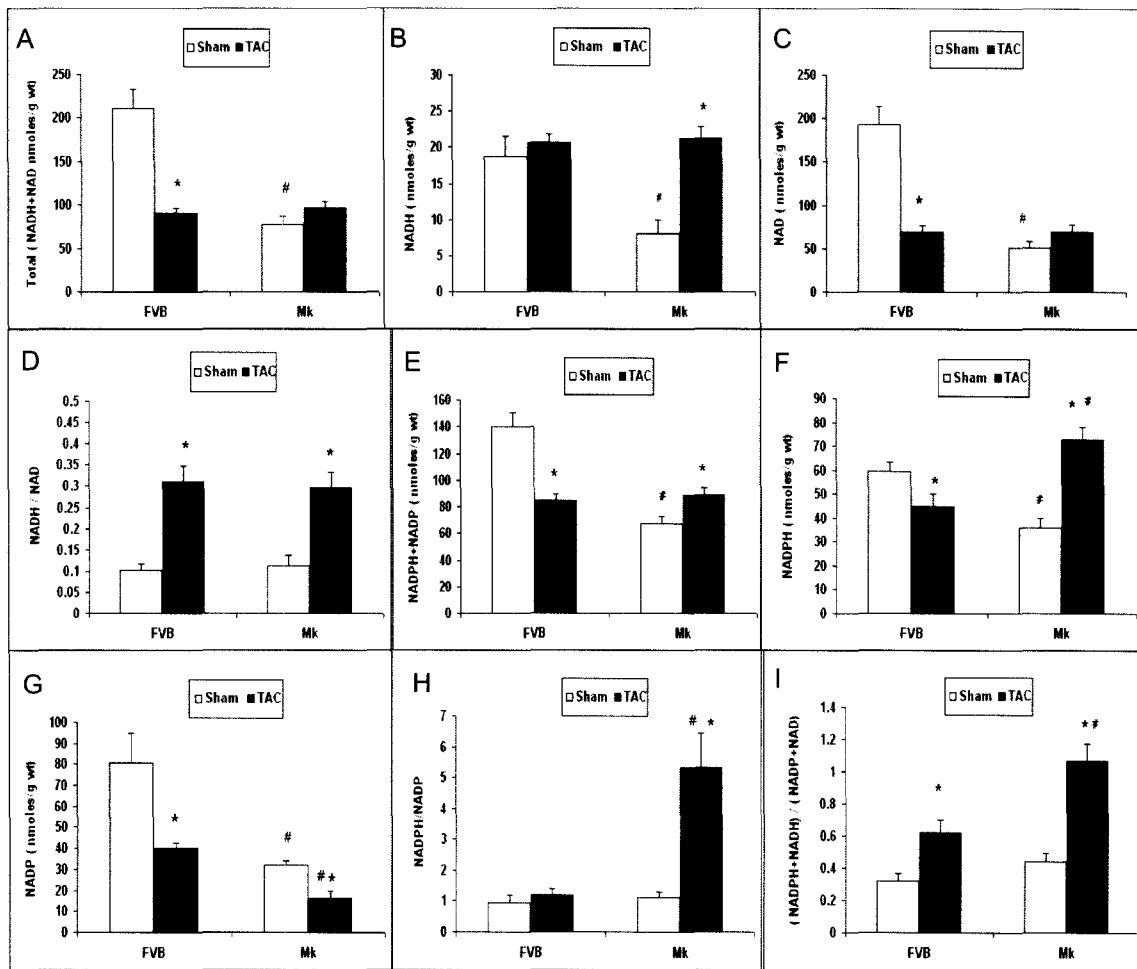 A
Sham TAC
Total ( NADH+NAD nmoles/g wt)
250
200
150
100
50
0
*
#
FVB
Mk
B
Sham TAC
NADH ( nmoles/g wt)
30
25
20
15
10
5
0
#
*
FVB
Mk
C
Sham TAC
NAD ( nmoles/g wt)
250
200
150
100
50
0
*
#
FVB
Mk
D
Sham TAC
NADH / NAD
0.5
0.45
0.4
0.35
0.3
0.25
0.2
0.15
0.1
0.05
0
*
*
FVB
Mk
E
Sham TAC
NADPH+NADP ( nmoles/g wt)
160
140
120
100
80
60
40
20
0
*
#
*
FVB
Mk
F
Sham TAC
NADPH ( nmoles/g wt)
90
80
70
60
50
40
30
20
10
0
*
#
* #
FVB
Mk
G
Sham TAC
NADP ( nmoles/g wt)
100
90
80
70
60
50
40
30
20
10
0
*
#
# *
FVB
Mk
H
Sham TAC
NADPH/NADP
7
6
5
4
3
2
1
0
# *
FVB
Mk
I
Sham TAC
(NADPH+NADH) / (NADP+NAD)
1.4
1.2
1
0.8
0.6
0.4
0.2
0
*
* #
FVB
Mk